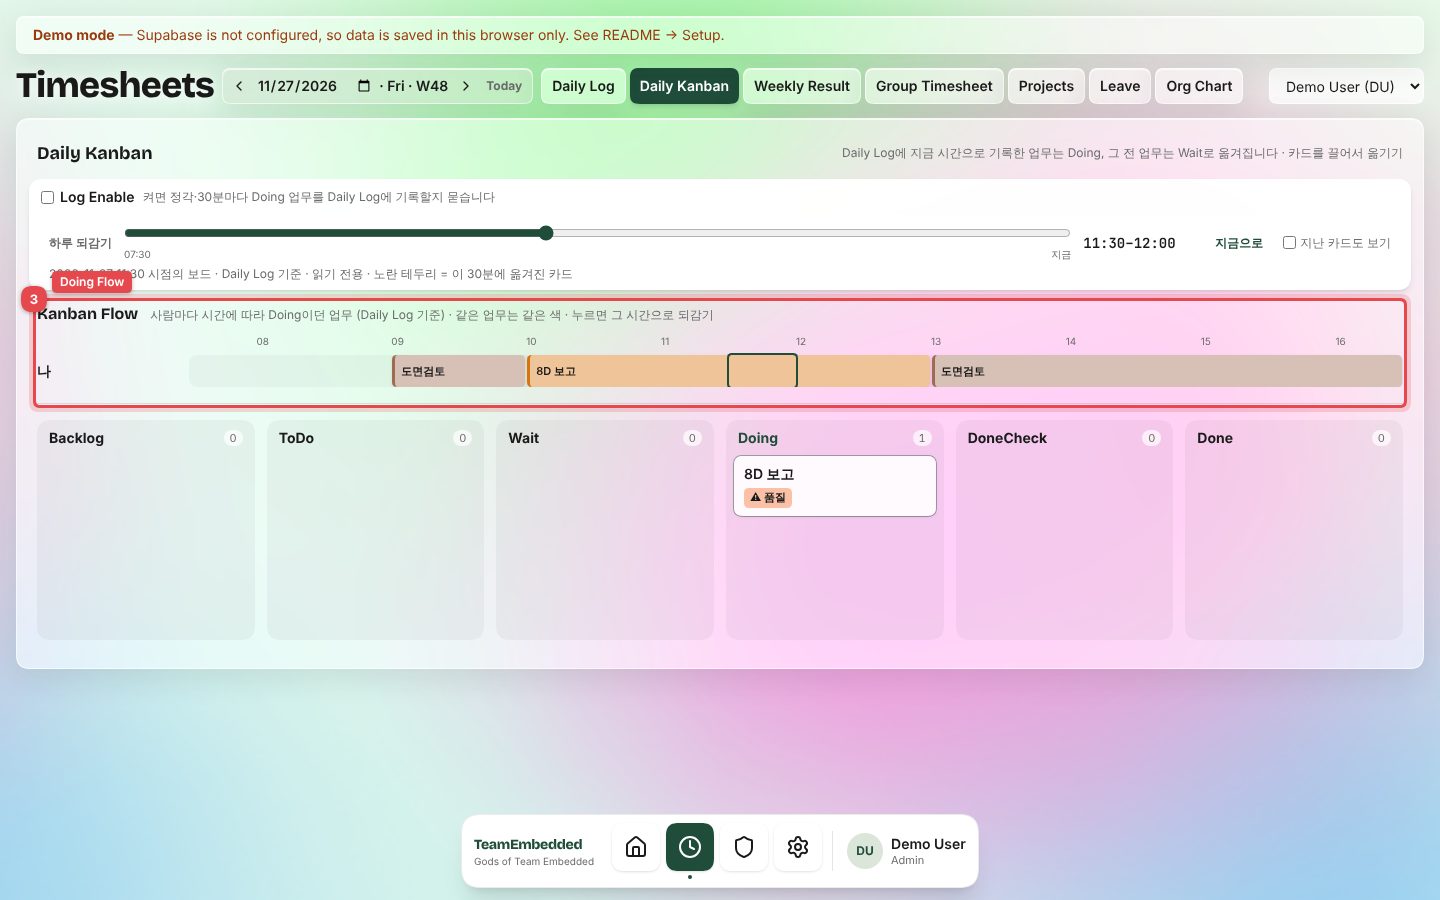 Demo mode — Supabase is not configured, so data is saved in this browser only. See README → Setup.
Timesheets
11/27/2026 · Fri · W48 Today
Daily Log
Daily Kanban
Weekly Result
Group Timesheet
Projects
Leave
Org Chart
Demo User (DU)
Daily Kanban
Daily Log에 지금 시간으로 기록한 업무는 Doing, 그 전 업무는 Wait로 옮겨집니다 · 카드를 끌어서 옮기기
Log Enable 켜면 정각·30분마다 Doing 업무를 Daily Log에 기록할지 묻습니다
하루 되감기
07:30
지금
11:30–12:00
지금으로
지난 카드도 보기
30 시점의 보드 · Daily Log 기준 · 읽기 전용 · 노란 테두리 = 이 30분에 옮겨진 카드
Doing Flow
3
Kanban Flow 사람마다 시간에 따라 Doing이던 업무 (Daily Log 기준) · 같은 업무는 같은 색 · 누르면 그 시간으로 되감기
08 09 10 11 12 13 14 15 16
나
도면검토
8D 보고
도면검토
Backlog 0
ToDo 0
Wait 0
Doing 1
DoneCheck 0
Done 0
8D 보고
품질
TeamEmbedded
Gods of Team Embedded
DU
Demo User
Admin